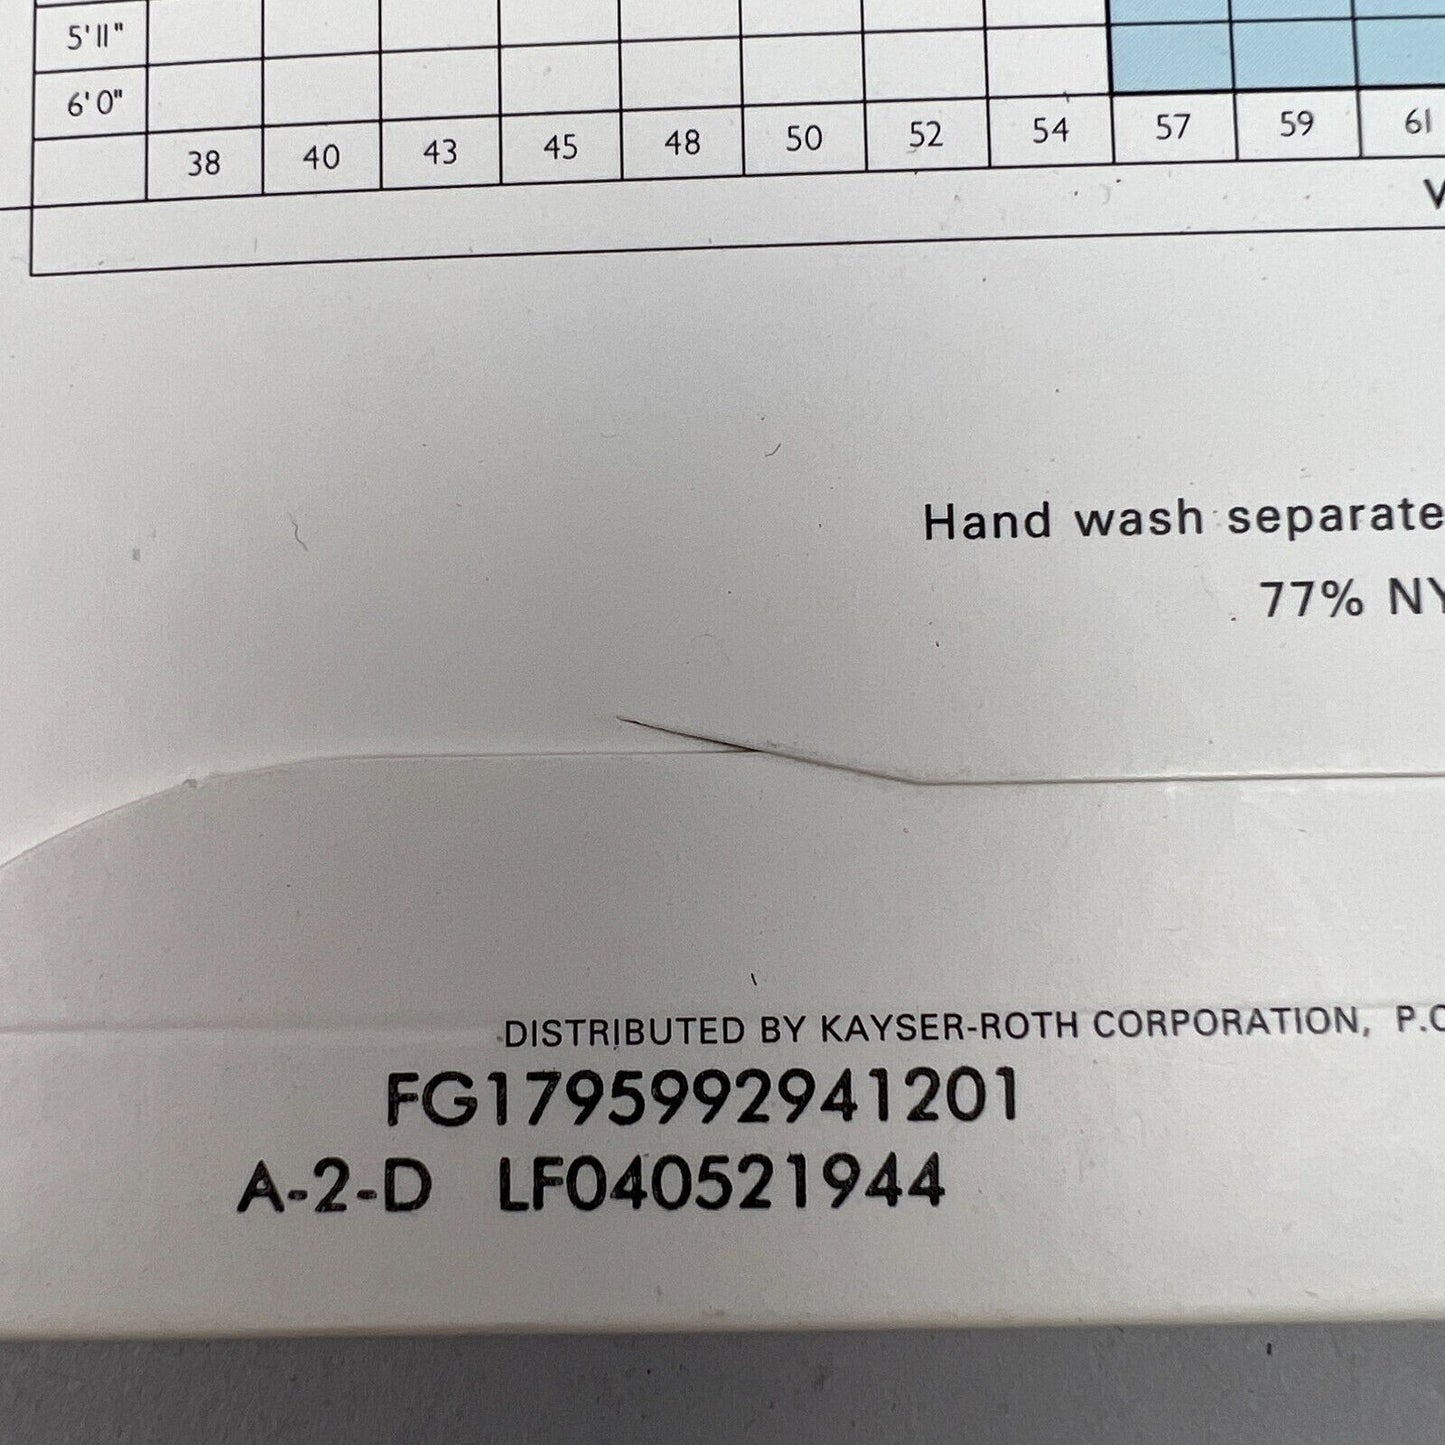 5'11"
6'0"
38 40 43 45 48 50 52 54 57 59 61
Hand wash separate
77% NY
DISTRIBUTED BY KAYSER-ROTH CORPORATION, P.O
FG1795992941201
A-2-D LF040521944